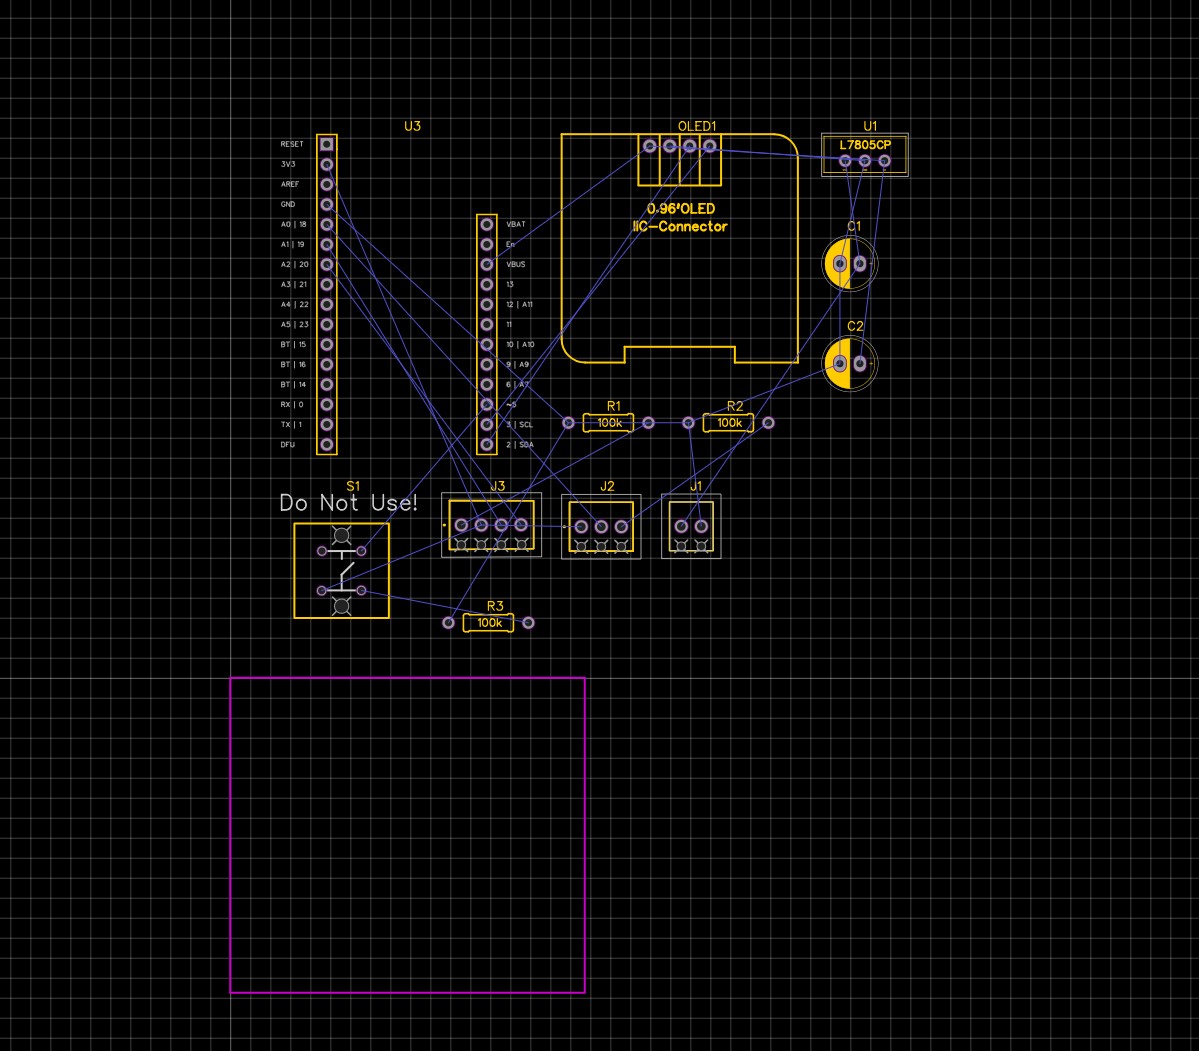 U3
OLED1
U1
RESET
3V3
AREF
GND
A0 | 18
A1 | 19
A2 | 20
A3 | 21
A4 | 22
A5 | 23
BT | 15
BT | 16
BT | 14
RX | 0
TX | 1
DFU
VBAT
En
VBUS
13
12 | A11
11
10 | A10
9 | A9
6 | A7
~5
3 | SCL
2 | SDA
0.96'OLED
IIC-Connector
L7805CP
C1
C2
R1
100k
R2
100k
S1
Do Not Use!
J3
J2
J1
R3
100k